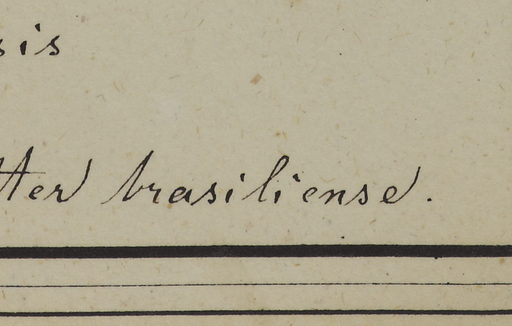 sis
tter brasiliense.